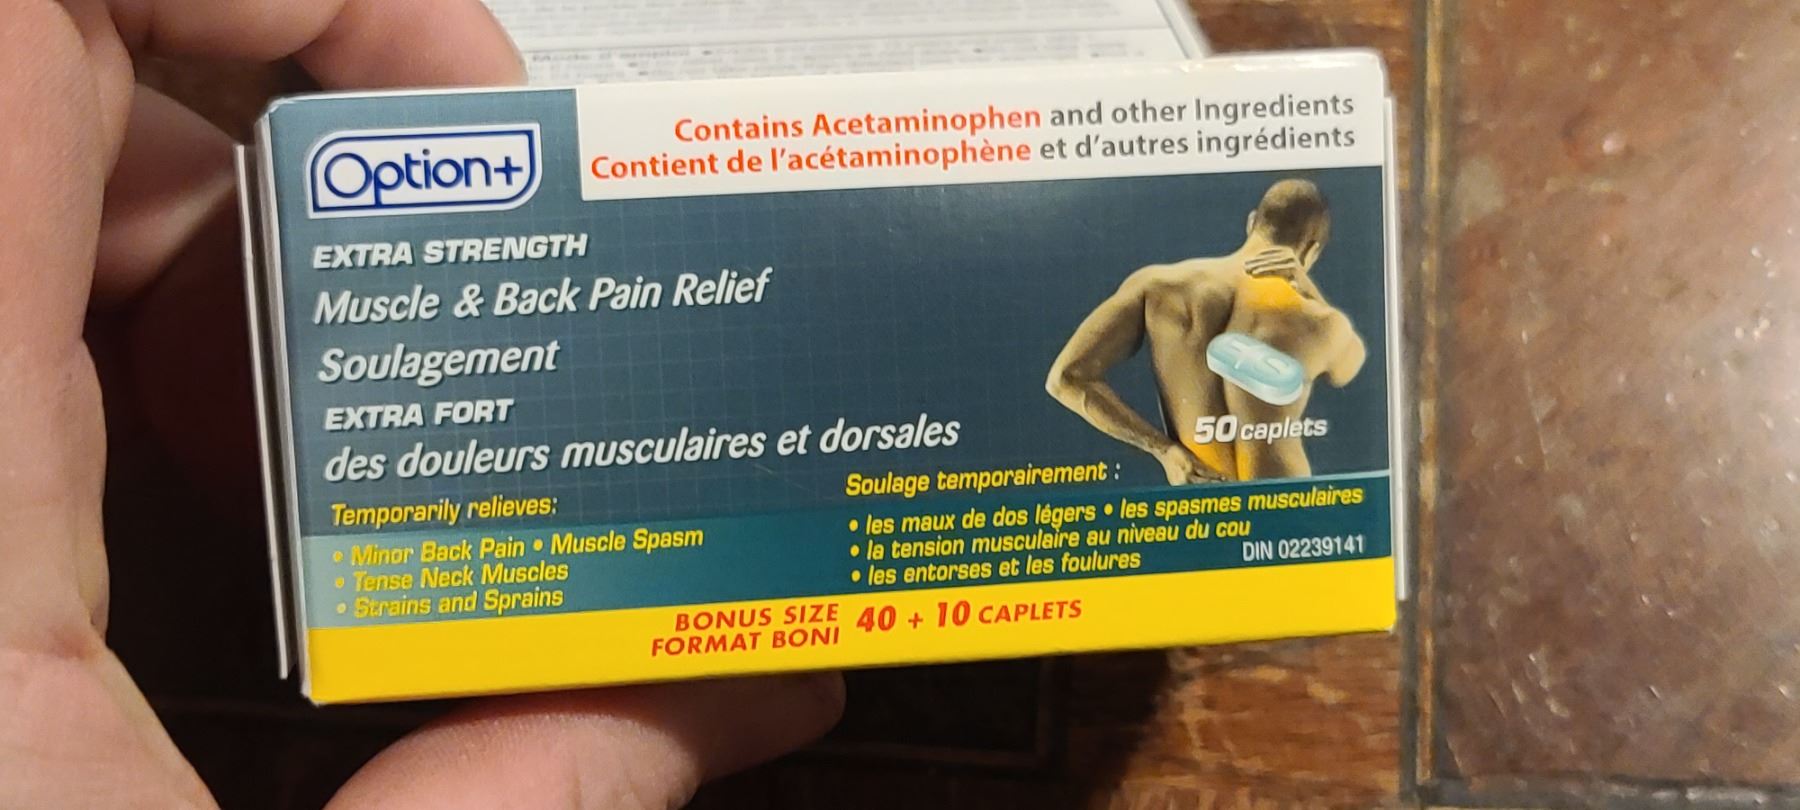 Option+
Contains Acetaminophen and other Ingredients
Contient de l'acétaminophène et d'autres ingrédients
EXTRA STRENGTH
Muscle & Back Pain Relief
Soulagement
EXTRA FORT
des douleurs musculaires et dorsales
50 caplets
Temporarily relieves:
• Minor Back Pain • Muscle Spasm
• Tense Neck Muscles
• Strains and Sprains
Soulage temporairement :
• les maux de dos légers • les spasmes musculaires
• la tension musculaire au niveau du cou
• les entorses et les foulures
DIN 02239141
BONUS SIZE
FORMAT BONI
40 + 10 CAPLETS